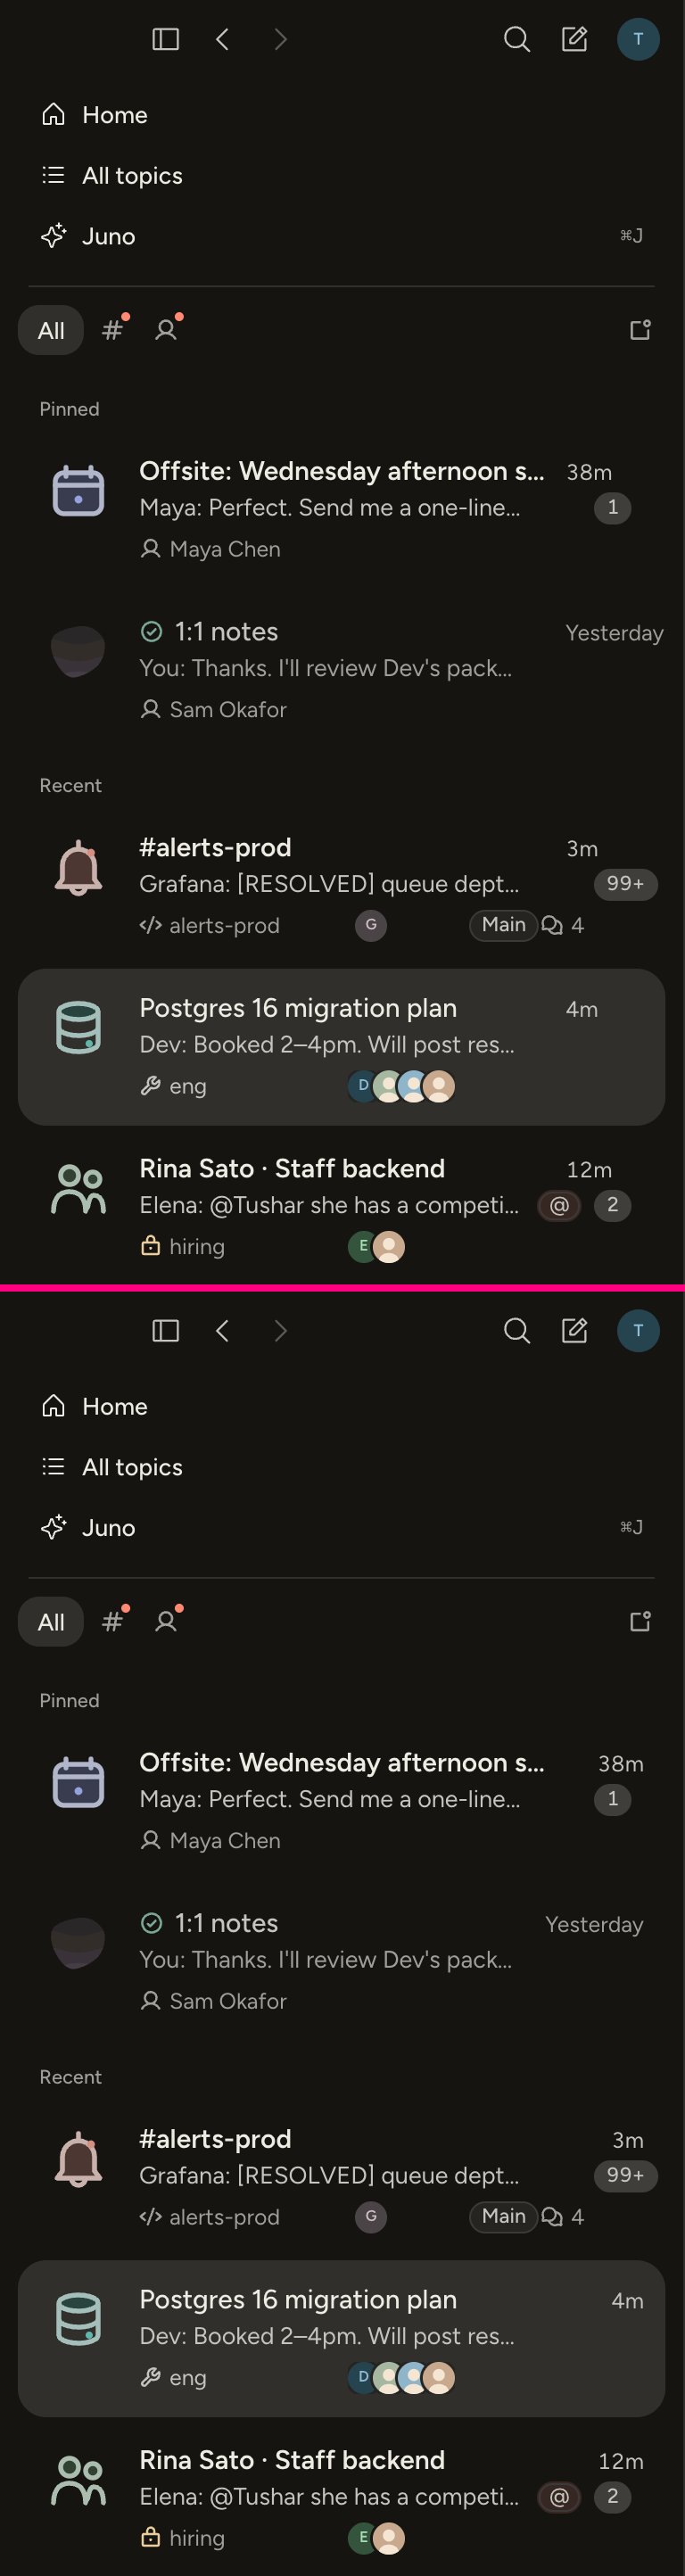 T
Home
All topics
Juno ⌘J
All
Pinned
Offsite: Wednesday afternoon s... 38m
Maya: Perfect. Send me a one-line... 1
Maya Chen
1:1 notes Yesterday
You: Thanks. I'll review Dev's pack...
Sam Okafor
Recent
#alerts-prod 3m
Grafana: [RESOLVED] queue dept... 99+
alerts-prod G Main 4
Postgres 16 migration plan 4m
Dev: Booked 2–4pm. Will post res...
eng D
Rina Sato · Staff backend 12m
Elena: @Tushar she has a competi... @ 2
hiring E
T
Home
All topics
Juno ⌘J
All
Pinned
Offsite: Wednesday afternoon s... 38m
Maya: Perfect. Send me a one-line... 1
Maya Chen
1:1 notes Yesterday
You: Thanks. I'll review Dev's pack...
Sam Okafor
Recent
#alerts-prod 3m
Grafana: [RESOLVED] queue dept... 99+
alerts-prod G Main 4
Postgres 16 migration plan 4m
Dev: Booked 2–4pm. Will post res...
eng D
Rina Sato · Staff backend 12m
Elena: @Tushar she has a competi... @ 2
hiring E